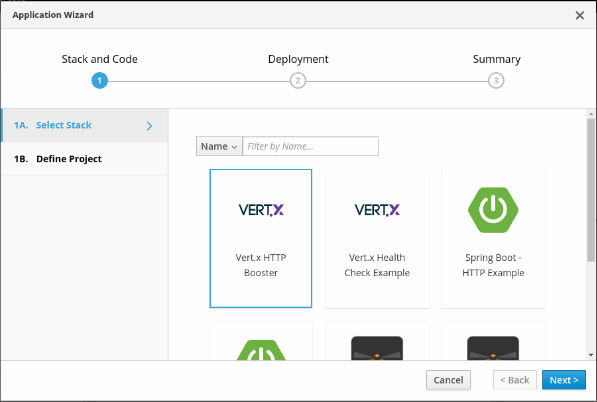 Application Wizard
Stack and Code
Deployment
Summary
1
2
3
1A. Select Stack
1B. Define Project
Name
Filter by Name...
VERT.X
VERT.X
Vert.x HTTP
Booster
Vert.x Health
Check Example
Spring Boot -
HTTP Example
Cancel
< Back
Next >